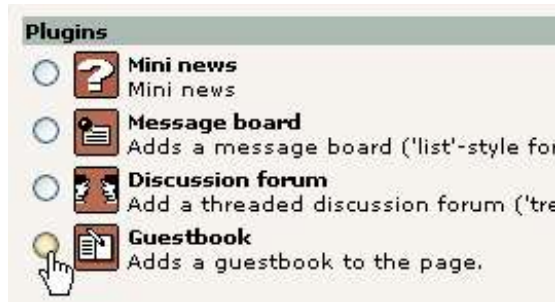 Plugins
Mini news
Mini news
Message board
Adds a message board ('list'-style for
Discussion forum
Add a threaded discussion forum ('tre
Guestbook
Adds a guestbook to the page.